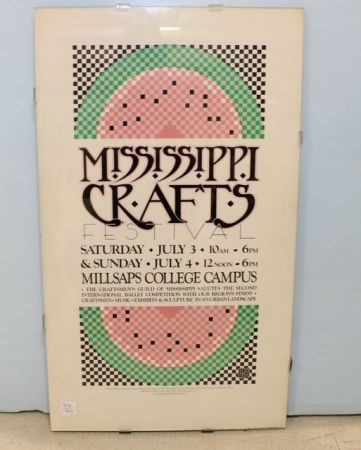 MISSISSIPPI
CRAFTS
FESTIVAL
SATURDAY • JULY 3 • 10AM - 6PM
& SUNDAY • JULY 4 • 12 NOON - 6PM
MILLSAPS COLLEGE CAMPUS
• THE CRAFTSMEN'S GUILD OF MISSISSIPPI SALUTES THE SECOND
INTERNATIONAL BALLET COMPETITION WITH OUR REGION'S FINEST •
CRAFTSMEN • MUSIC • EXHIBITS & SCULPTURE IN AN URBAN LANDSCAPE